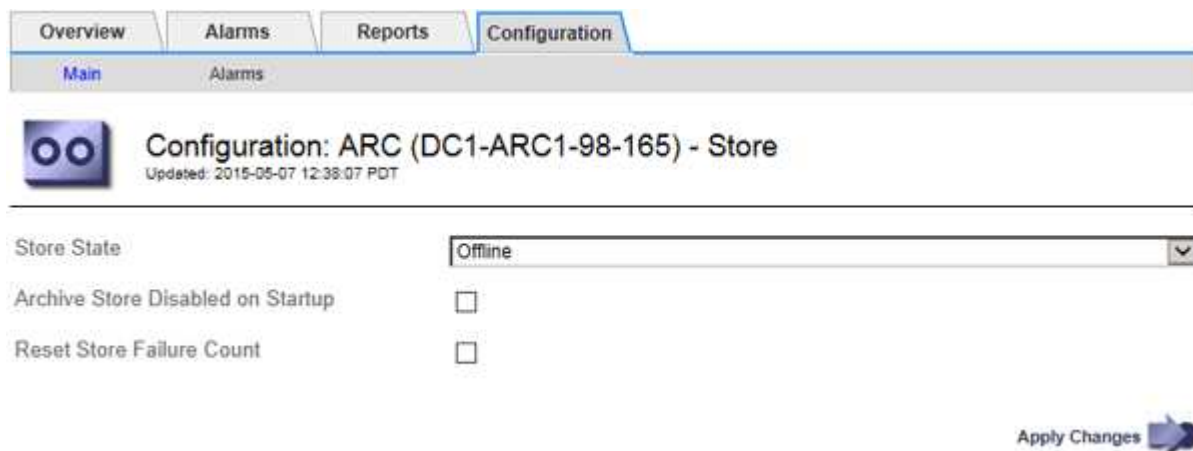 Overview Alarms Reports Configuration
Main Alarms
Configuration: ARC (DC1-ARC1-98-165) - Store
Updated: 2015-05-07 12:38:07 PDT
Store State Offline
Archive Store Disabled on Startup
Reset Store Failure Count
Apply Changes